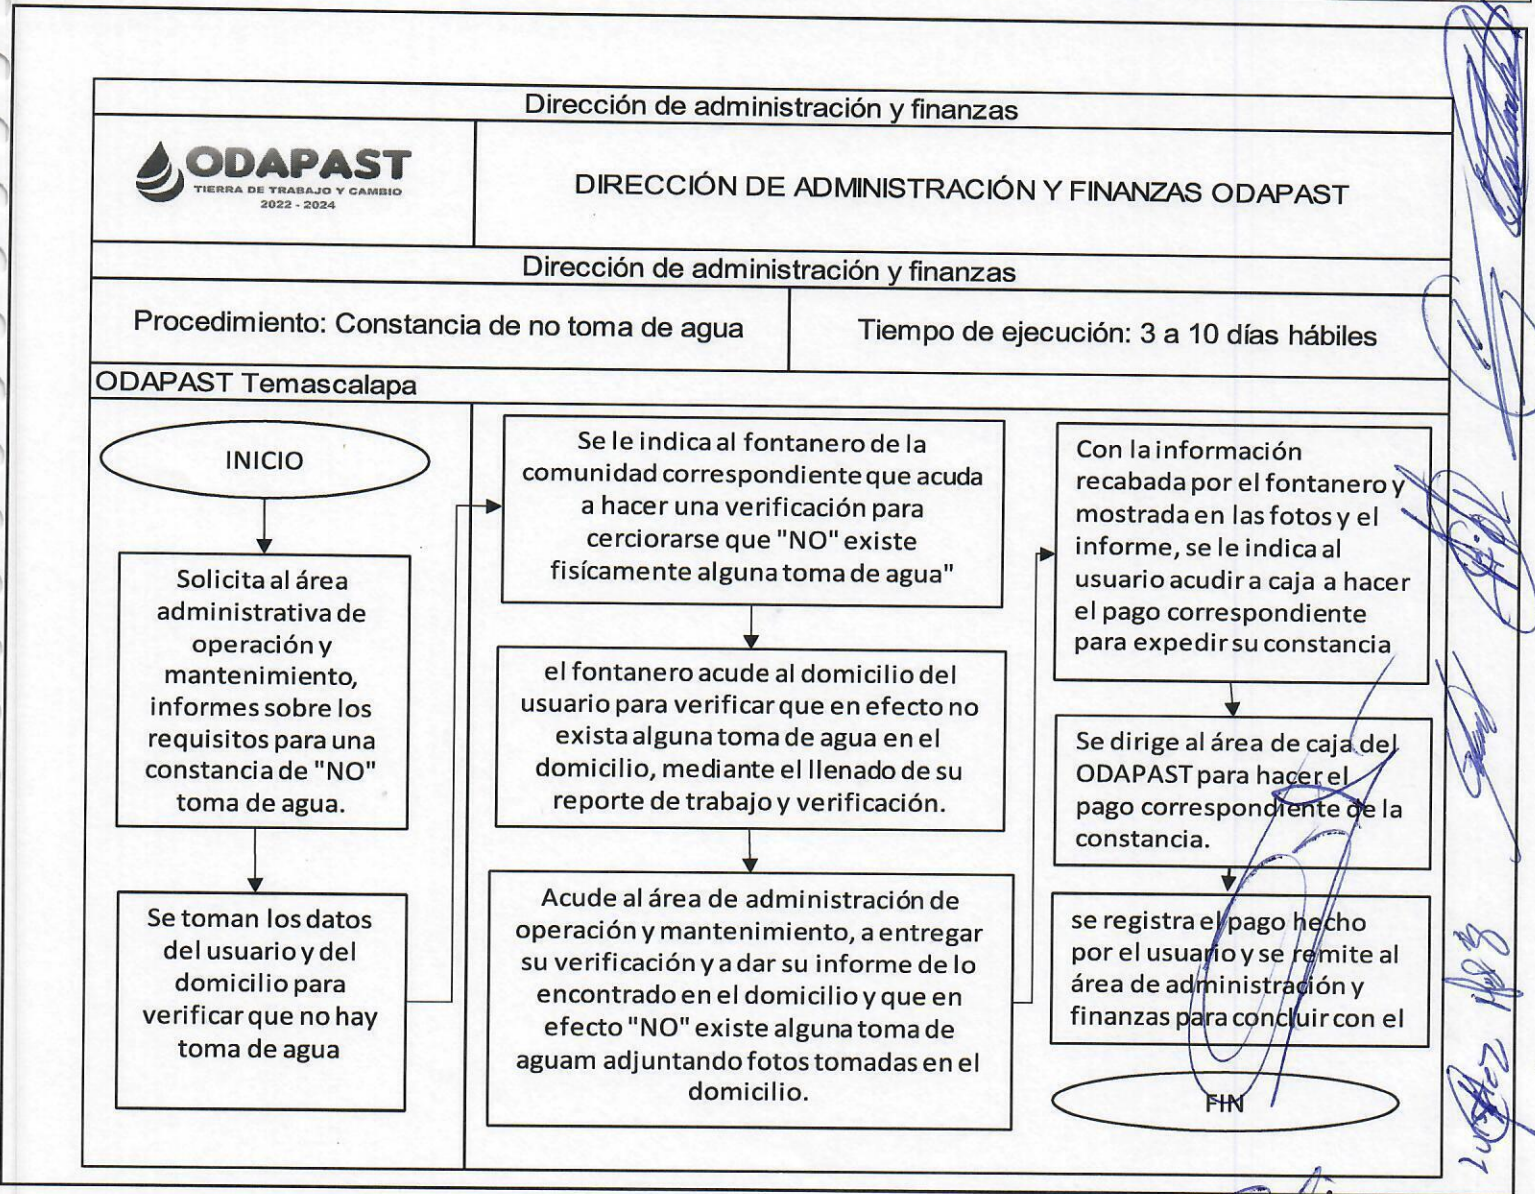 Dirección de administración y finanzas
ODAPAST
TIERRA DE TRABAJO Y CAMBIO
2022 - 2024
DIRECCIÓN DE ADMINISTRACIÓN Y FINANZAS ODAPAST
Dirección de administración y finanzas
Procedimiento: Constancia de no toma de agua
Tiempo de ejecución: 3 a 10 días hábiles
ODAPAST Temascalapa
INICIO
Solicita al área
administrativa de
operación y
mantenimiento,
informes sobre los
requisitos para una
constancia de "NO"
toma de agua.
Se toman los datos
del usuario y del
domicilio para
verificar que no hay
toma de agua
Se le indica al fontanero de la
comunidad correspondiente que acuda
a hacer una verificación para
cerciorarse que "NO" existe
fisícamente alguna toma de agua"
el fontanero acude al domicilio del
usuario para verificar que en efecto no
exista alguna toma de agua en el
domicilio, mediante el llenado de su
reporte de trabajo y verificación.
Acude al área de administración de
operación y mantenimiento, a entregar
su verificación y a dar su informe de lo
encontrado en el domicilio y que en
efecto "NO" existe alguna toma de
aguam adjuntando fotos tomadas en el
domicilio.
Con la información
recabada por el fontanero y
mostrada en las fotos y el
informe, se le indica al
usuario acudir a caja a hacer
el pago correspondiente
para expedir su constancia
Se dirige al área de caja del
ODAPAST para hacer el
pago correspondiente de la
constancia.
se registra el pago hecho
por el usuario y se remite al
área de administración y
finanzas para concluir con el
FIN